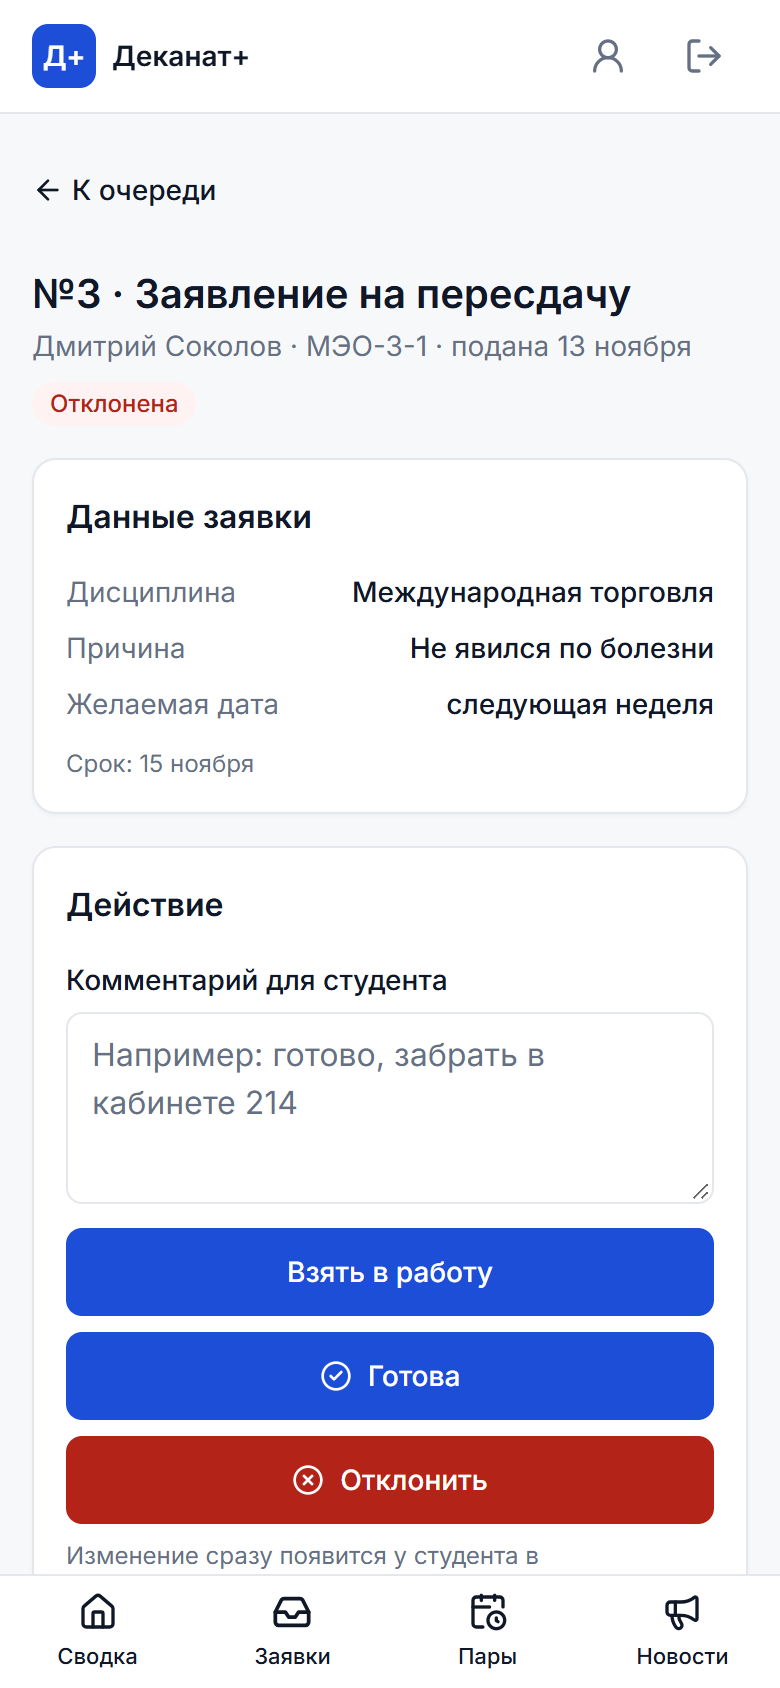 Д+ Деканат+
К очереди
№3 · Заявление на пересдачу
Дмитрий Соколов · МЭО-3-1 · подана 13 ноября
Отклонена
Данные заявки
Дисциплина Международная торговля
Причина Не явился по болезни
Желаемая дата следующая неделя
Срок: 15 ноября
Действие
Комментарий для студента
Например: готово, забрать в
кабинете 214
Взять в работу
Готова
Отклонить
Изменение сразу появится у студента в
Сводка Заявки Пары Новости